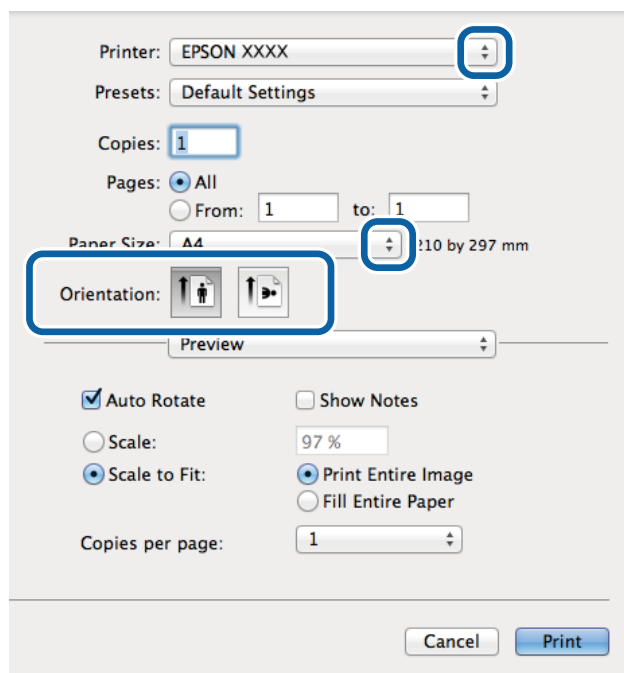 Printer: EPSON XXXX
Presets: Default Settings
Copies: 1
Pages: All
From: 1 to: 1
Paper Size: A4 210 by 297 mm
Orientation:
Preview
Auto Rotate Show Notes
Scale: 97 %
Scale to Fit: Print Entire Image
Fill Entire Paper
Copies per page: 1
Cancel Print